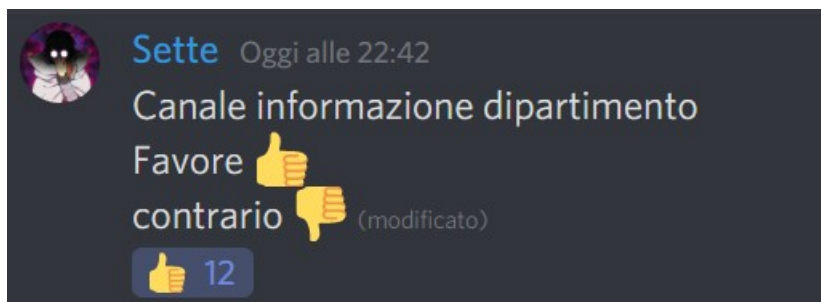 Sette Oggi alle 22:42
Canale informazione dipartimento
Favore 👍
contrario 👎 (modificato)
👍 12